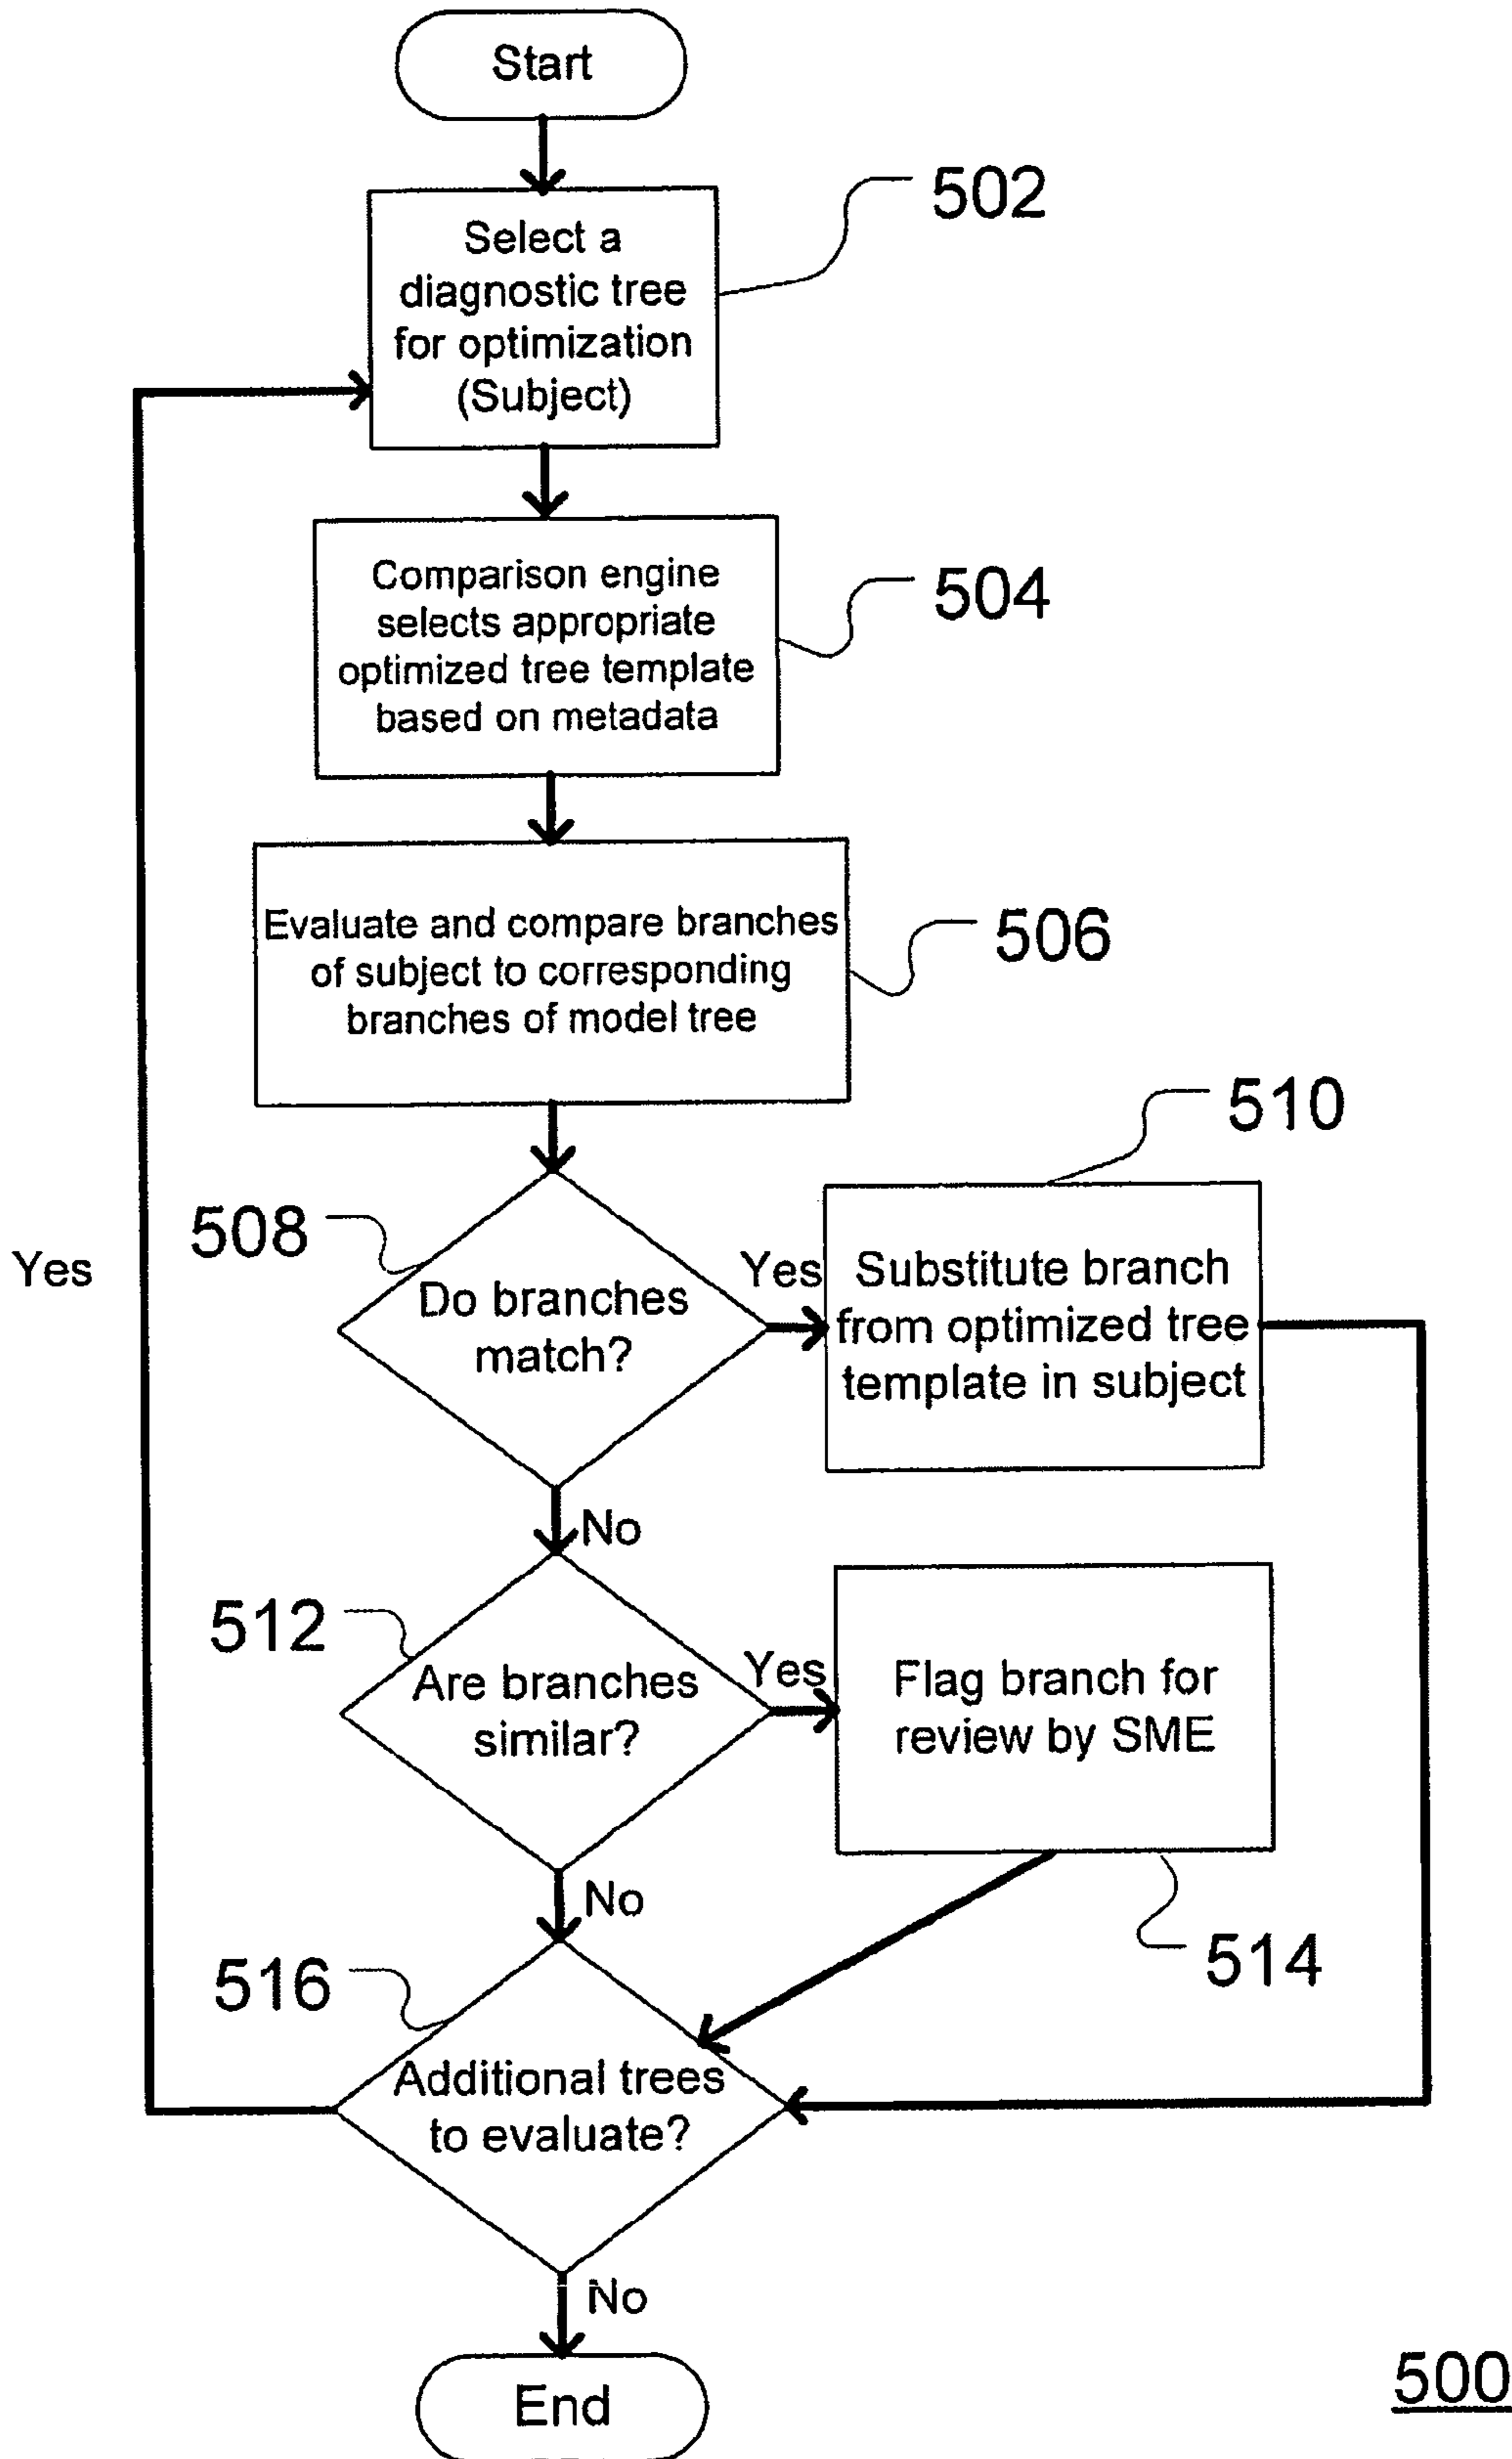 Start
502
Select a
diagnostic tree
for optimization
(Subject)
504
Comparison engine
selects appropriate
optimized tree template
based on metadata
506
Evaluate and compare branches
of subject to corresponding
branches of model tree
510
508
Yes
Do branches
match?
Yes
Substitute branch
from optimized tree
template in subject
No
512
Are branches
similar?
Yes
Flag branch for
review by SME
No
514
516
Additional trees
to evaluate?
No
End
500